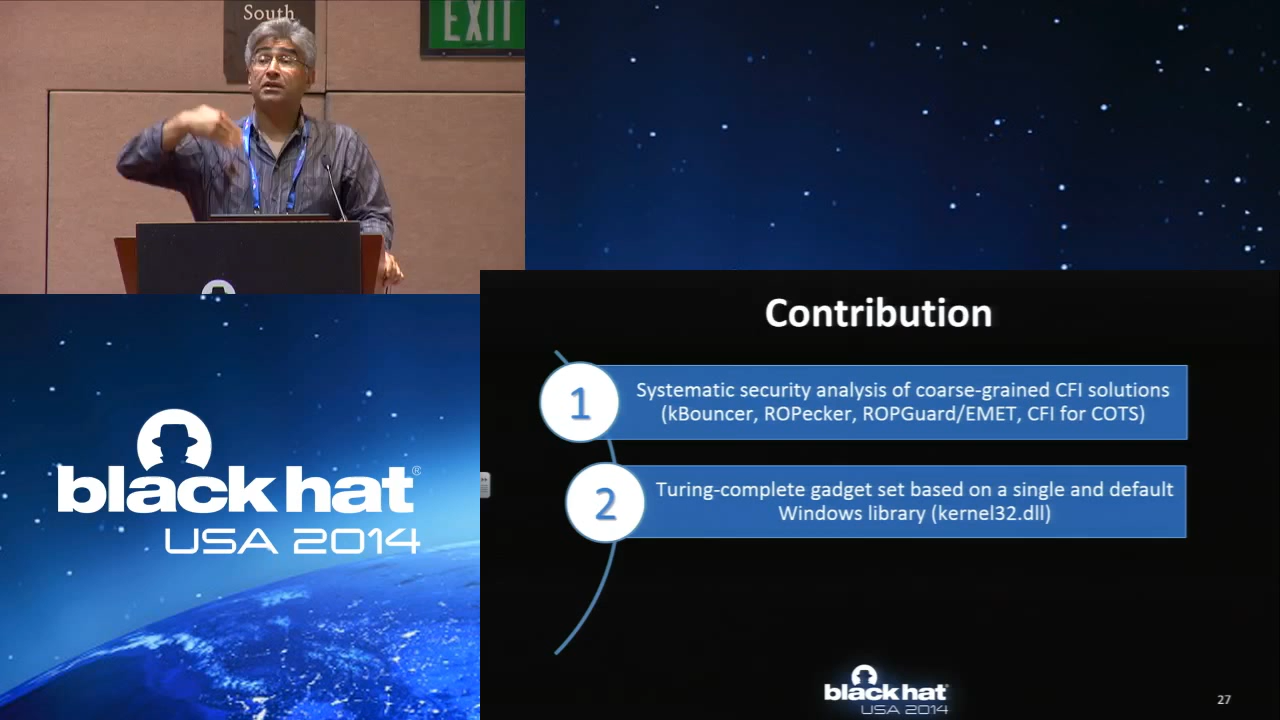 South
EXIT
Contribution
1
Systematic security analysis of coarse-grained CFI solutions
(kBouncer, ROPecker, ROPGuard/EMET, CFI for COTS)
2
Turing-complete gadget set based on a single and default
Windows library (kernel32.dll)
black hat®
USA 2014
black hat®
USA 2014
27